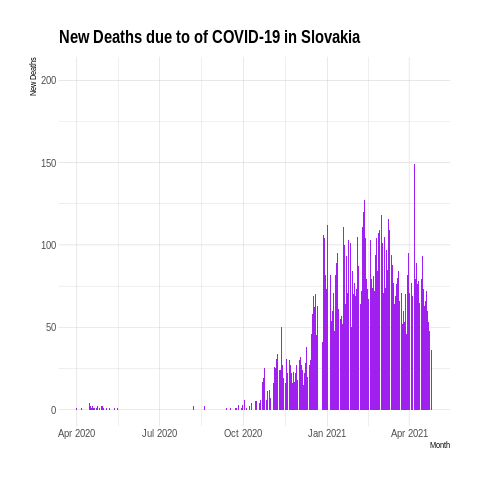 New Deaths due to of COVID-19 in Slovakia
New Deaths
200
150
100
50
0
Apr 2020 Jul 2020 Oct 2020 Jan 2021 Apr 2021
Month